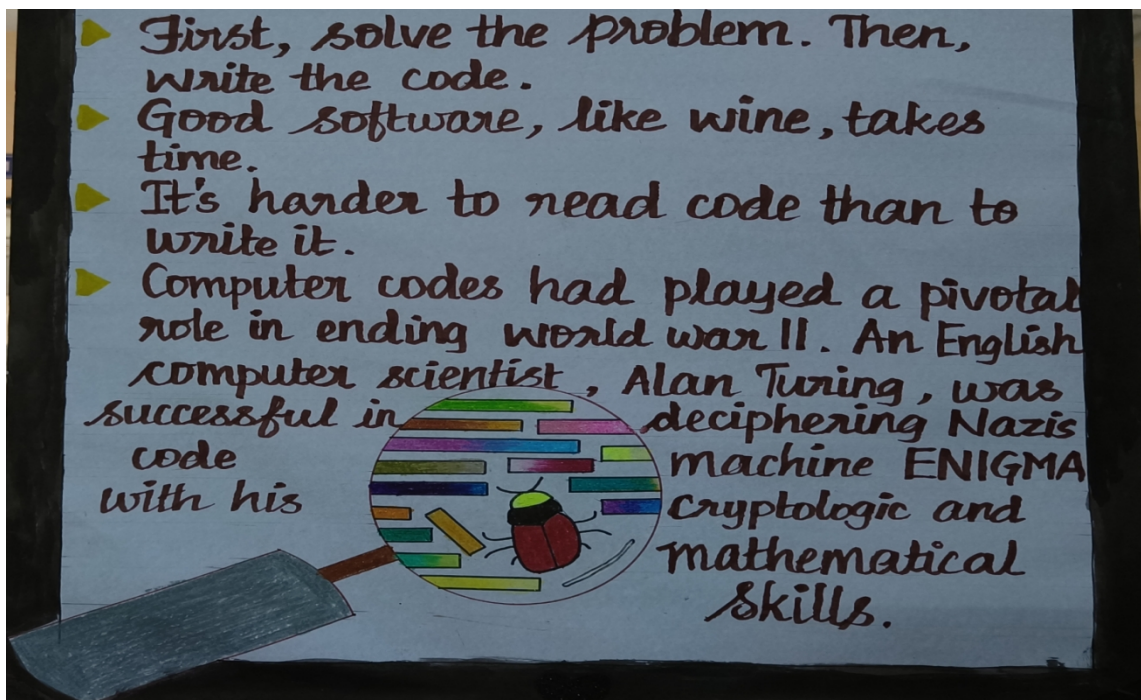 First, solve the problem. Then,
write the code.
Good software, like wine, takes
time.
It's harder to read code than to
write it.
Computer codes had played a pivotal
role in ending world war II. An English
computer scientist, Alan Turing, was
successful in deciphering Nazis
code machine ENIGMA
with his cryptologic and
mathematical
skills.